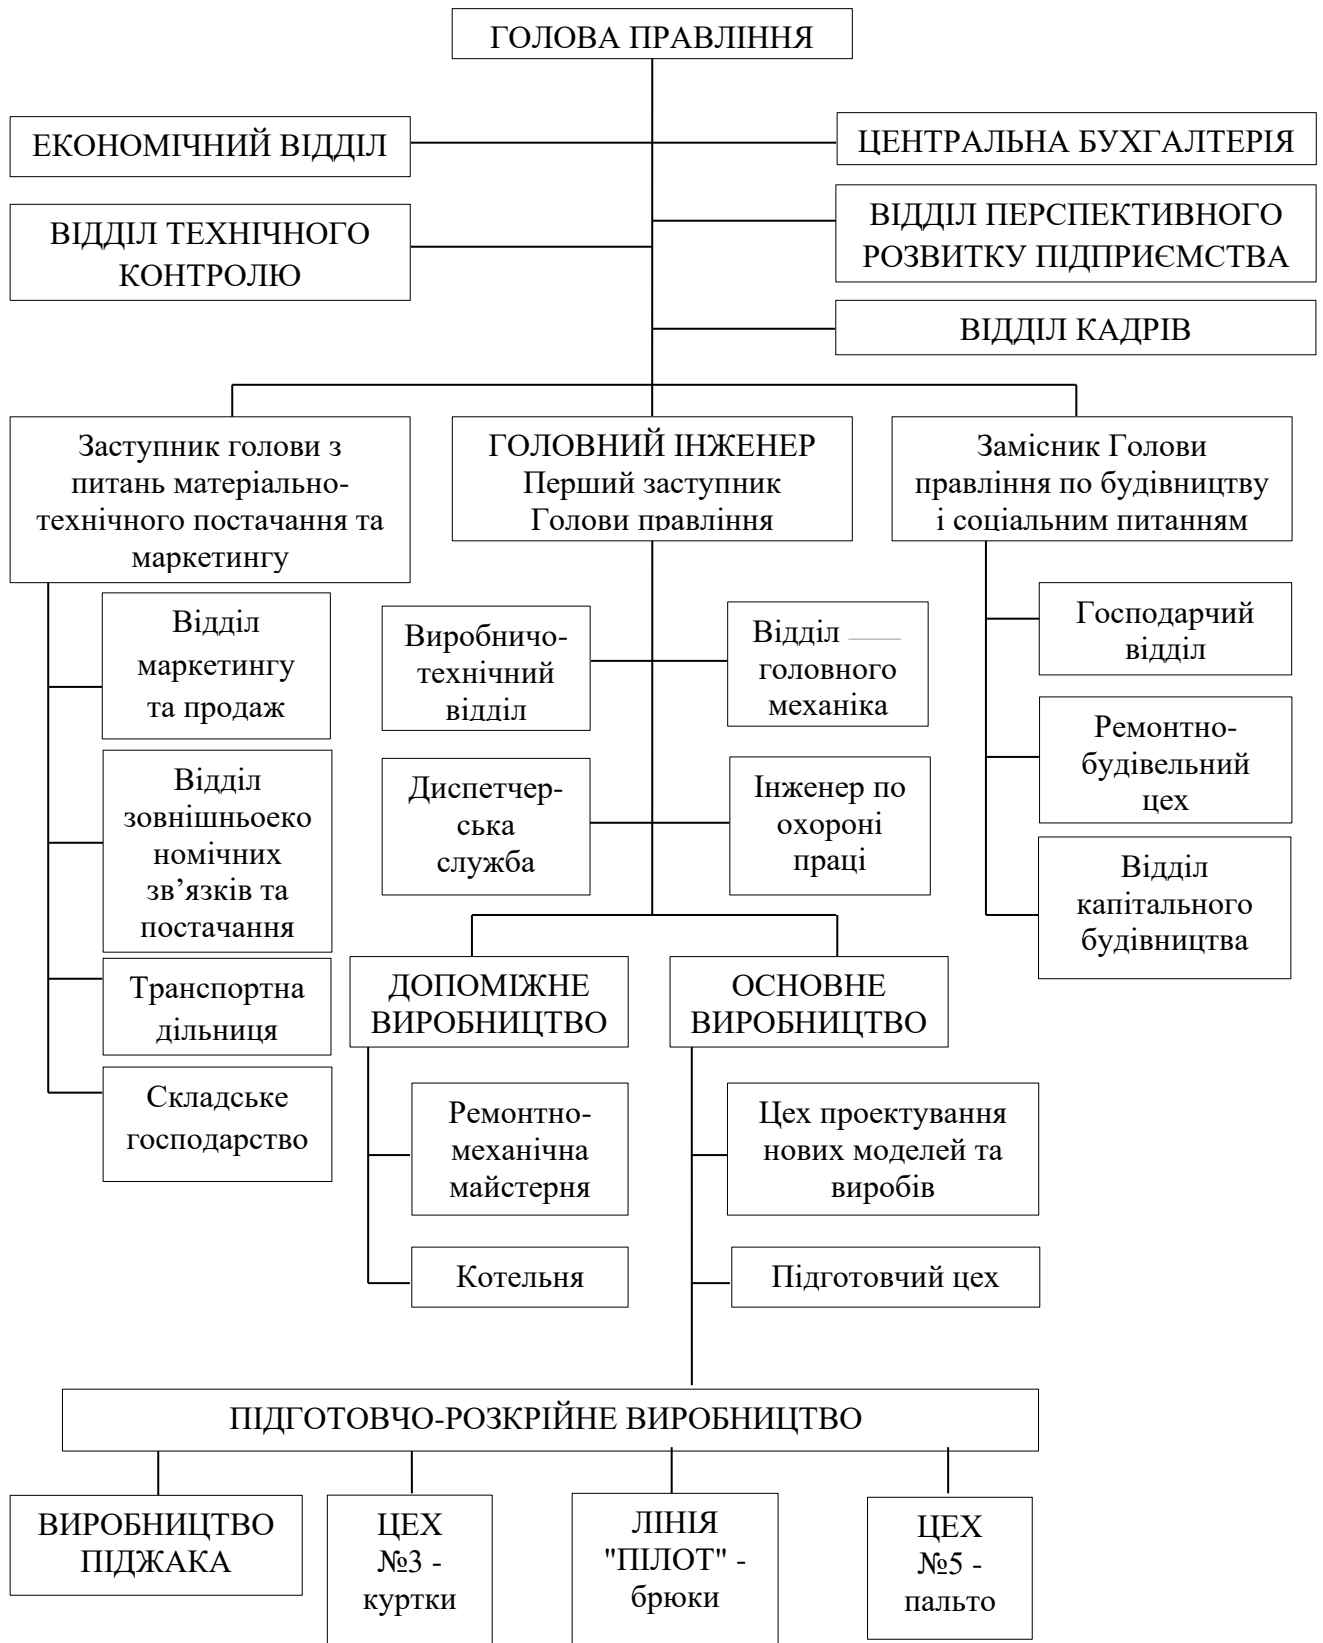 ГОЛОВА ПРАВЛІННЯ
ЕКОНОМІЧНИЙ ВІДДІЛ
ЦЕНТРАЛЬНА БУХГАЛТЕРІЯ
ВІДДІЛ ТЕХНІЧНОГО
КОНТРОЛЮ
ВІДДІЛ ПЕРСПЕКТИВНОГО
РОЗВИТКУ ПІДПРИЄМСТВА
ВІДДІЛ КАДРІВ
Заступник голови з
питань матеріально-
технічного постачання та
маркетингу
ГОЛОВНИЙ ІНЖЕНЕР
Перший заступник
Голови правління
Замісник Голови
правління по будівництву
і соціальним питанням
Відділ
маркетингу
та продаж
Відділ
зовнішньоеко
номічних
зв’язків та
постачання
Транспортна
дільниця
Складське
господарство
Виробничо-
технічний
відділ
Відділ
головного
механіка
Диспетчер-
ська
служба
Інженер по
охороні
праці
Господарчий
відділ
Ремонтно-
будівельний
цех
Відділ
капітального
будівництва
ДОПОМІЖНЕ
ВИРОБНИЦТВО
ОСНОВНЕ
ВИРОБНИЦТВО
Ремонтно-
механічна
майстерня
Котельня
Цех проектування
нових моделей та
виробів
Підготовчий цех
ПІДГОТОВЧО-РОЗКРІЙНЕ ВИРОБНИЦТВО
ВИРОБНИЦТВО
ПІДЖАКА
ЦЕХ
№3 -
куртки
ЛІНІЯ
"ПІЛОТ" -
брюки
ЦЕХ
№5 -
пальто